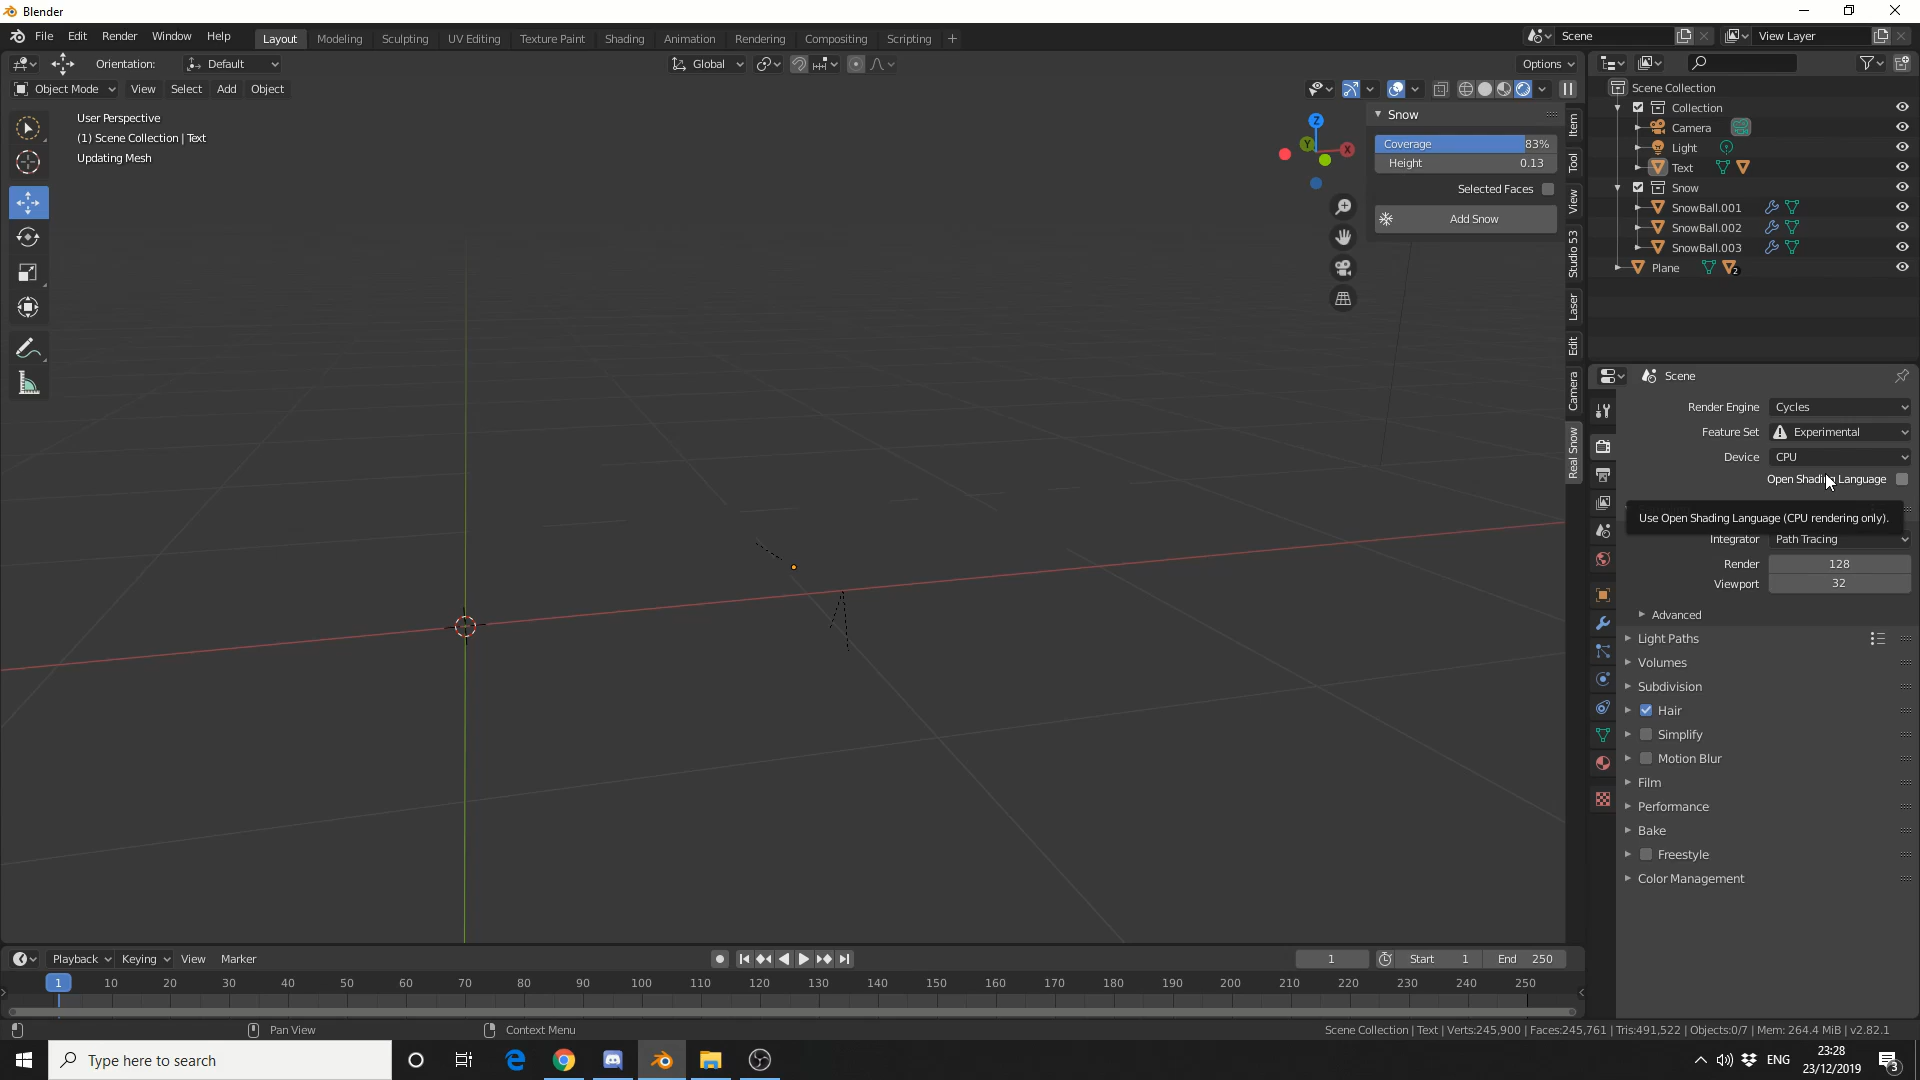 Blender
File Edit Render Window Help Layout Modeling Sculpting UV Editing Texture Paint Shading Animation Rendering Compositing Scripting + Scene View Layer
Orientation: Default Global Options
Object Mode View Select Add Object
User Perspective
(1) Scene Collection | Text
Updating Mesh
Z
Y
X
Snow
Coverage 83%
Height 0.13
Selected Faces
Add Snow
Item
Tool
View
Studio 53
Laser
Edit
Camera
Real Snow
Scene Collection
Collection
Camera
Light
Text
Snow
SnowBall.001
SnowBall.002
SnowBall.003
Plane 2
Scene
Render Engine Cycles
Feature Set Experimental
Device CPU
Open Shading Language
Use Open Shading Language (CPU rendering only).
Integrator Path Tracing
Render 128
Viewport 32
Advanced
Light Paths
Volumes
Subdivision
Hair
Simplify
Motion Blur
Film
Performance
Bake
Freestyle
Color Management
Playback Keying View Marker 1 Start 1 End 250
1 10 20 30 40 50 60 70 80 90 100 110 120 130 140 150 160 170 180 190 200 210 220 230 240 250
Pan View Context Menu Scene Collection | Text | Verts:245,900 | Faces:245,761 | Tris:491,522 | Objects:0/7 | Mem: 264.4 MiB | v2.82.1
Type here to search ENG 23:28
23/12/2019 3